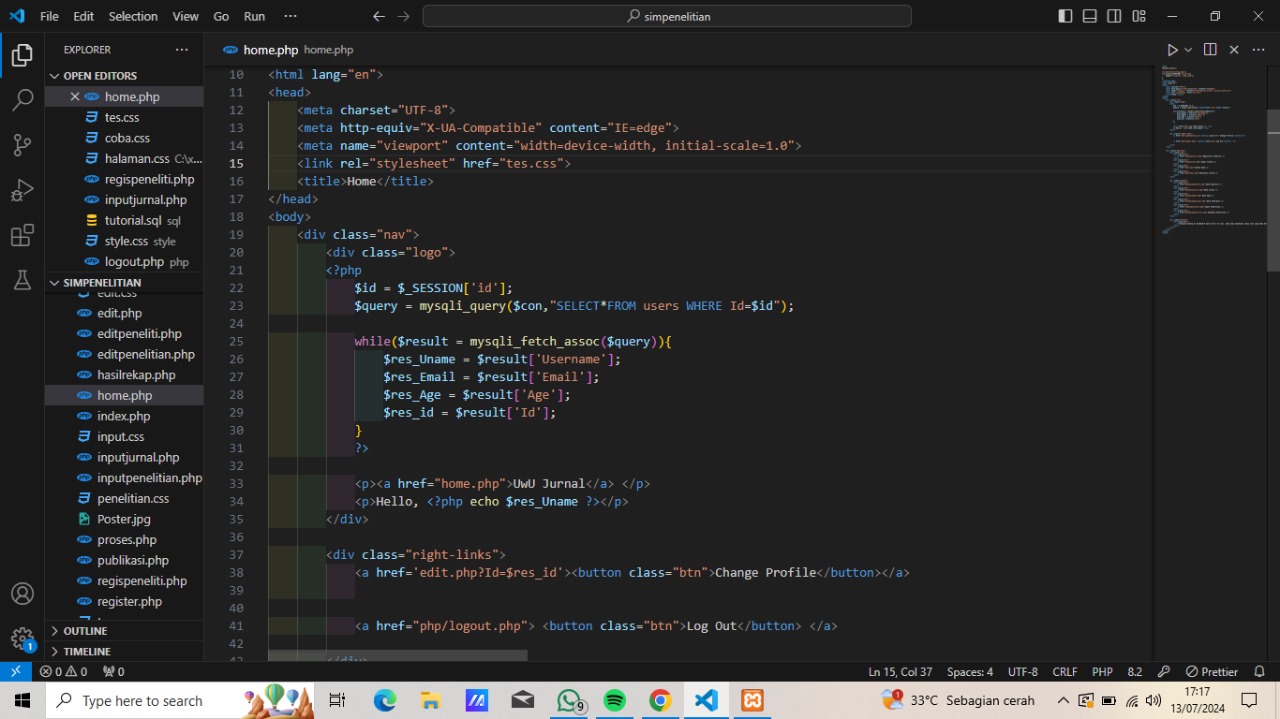 File Edit Selection View Go Run ··· simpenelitian
EXPLORER ···
OPEN EDITORS
home.php
tes.css
coba.css
halaman.css C:\x...
regispeneliti.php
inputjurnal.php
tutorial.sql sql
style.css style
logout.php php
SIMPENELITIAN
edit.css
edit.php
editpeneliti.php
editpenelitian.php
hasilrekap.php
home.php
index.php
input.css
inputjurnal.php
inputpenelitian.php
penelitian.css
Poster.jpg
proses.php
publikasi.php
regispeneliti.php
register.php
OUTLINE
TIMELINE
home.php home.php
10 <html lang="en">
11 <head>
12 <meta charset="UTF-8">
13 <meta http-equiv="X-UA-Compatible" content="IE=edge">
14 <meta name="viewport" content="width=device-width, initial-scale=1.0">
15 <link rel="stylesheet" href="tes.css">
16 <title>Home</title>
17 </head>
18 <body>
19 <div class="nav">
20 <div class="logo">
21 <?php
22 $id = $_SESSION['id'];
23 $query = mysqli_query($con,"SELECT*FROM users WHERE Id=$id");
24
25 while($result = mysqli_fetch_assoc($query)){
26 $res_Uname = $result['Username'];
27 $res_Email = $result['Email'];
28 $res_Age = $result['Age'];
29 $res_id = $result['Id'];
30 }
31 ?>
32
33 <p><a href="home.php">UwU Jurnal</a> </p>
34 <p>Hello, <?php echo $res_Uname ?></p>
35 </div>
36
37 <div class="right-links">
38 <a href='edit.php?Id=$res_id'><button class="btn">Change Profile</button></a>
39
40
41 <a href="php/logout.php"> <button class="btn">Log Out</button> </a>
42
43 </div>
0 0 0 Ln 15, Col 37 Spaces: 4 UTF-8 CRLF PHP 8.2 Prettier
Type here to search 9 1 33°C Sebagian cerah 17:17
13/07/2024